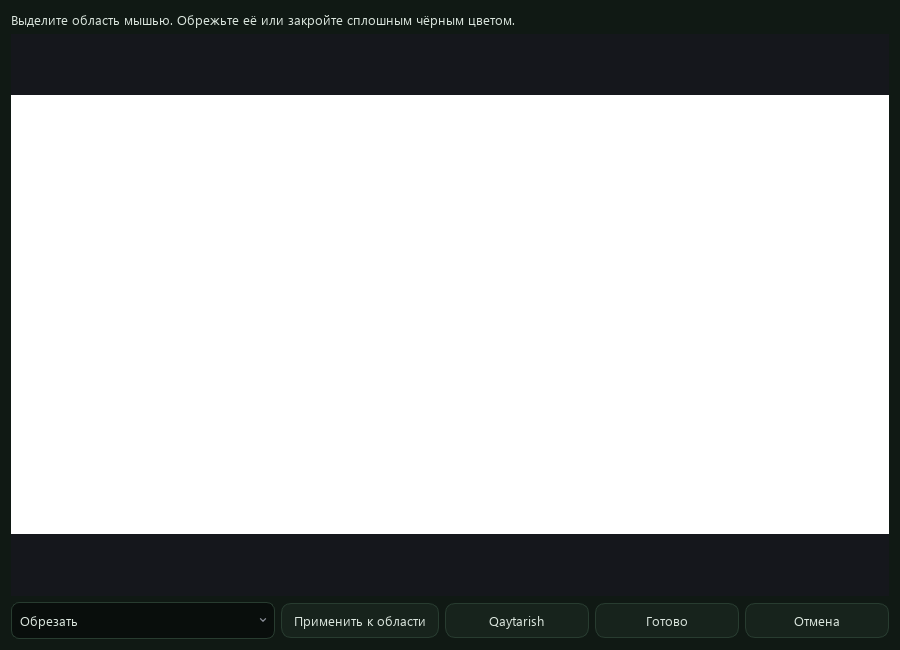 Выделите область мышью. Обрежьте её или закройте сплошным чёрным цветом.
Обрезать Применить к области Qaytarish Готово Отмена